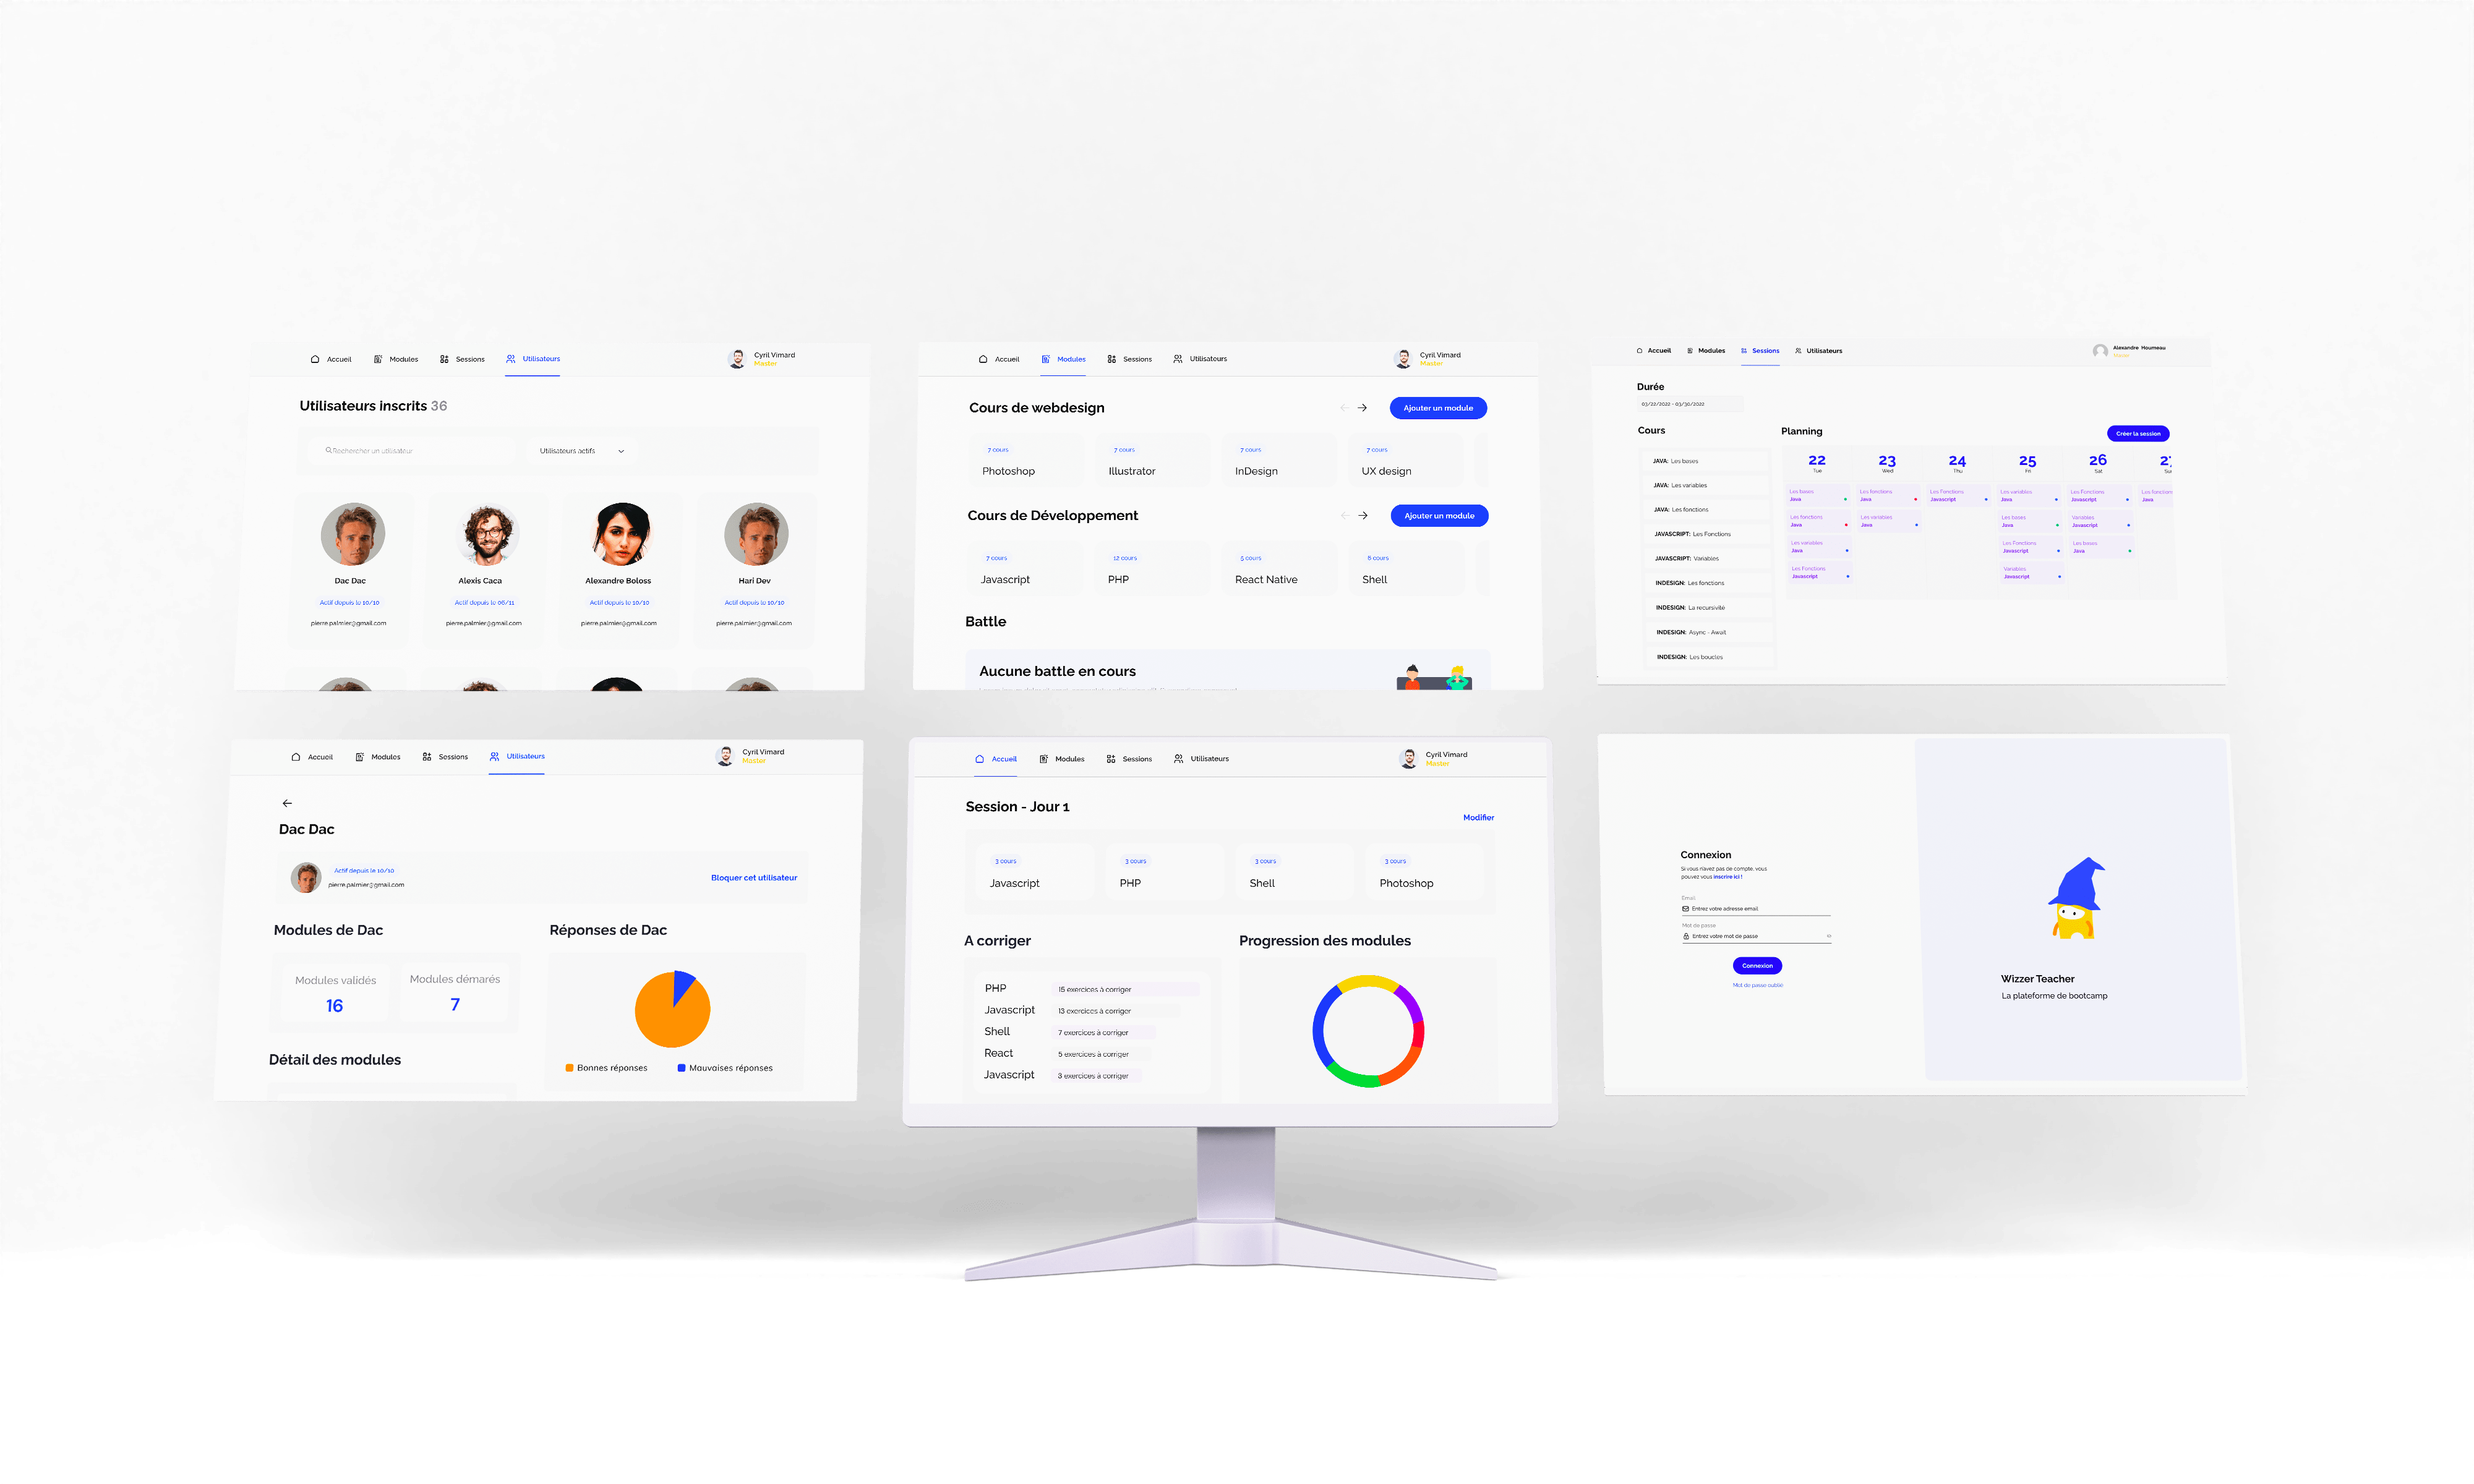 Accueil Modules Sessions Utilisateurs
Cyril Vimard
Master
Utilisateurs inscrits 36
Rechercher un utilisateur
Utilisateurs actifs
Dac Dac
Actif depuis le 10/10
pierre.palmier@gmail.com
Alexis Caca
Actif depuis le 06/11
pierre.palmier@gmail.com
Alexandre Boloss
Actif depuis le 10/10
pierre.palmier@gmail.com
Hari Dev
Actif depuis le 10/10
pierre.palmier@gmail.com
Accueil Modules Sessions Utilisateurs
Cyril Vimard
Master
Cours de webdesign
Ajouter un module
7 cours
Photoshop
7 cours
Illustrator
7 cours
InDesign
7 cours
UX design
Cours de Développement
Ajouter un module
7 cours
Javascript
12 cours
PHP
5 cours
React Native
8 cours
Shell
Battle
Aucune battle en cours
Accueil Modules Sessions Utilisateurs
Alexandre Houmeau
Master
Durée
03/22/2022 - 03/30/2022
Cours
JAVA: Les bases
JAVA: Les variables
JAVA: Les fonctions
JAVASCRIPT: Les Fonctions
JAVASCRIPT: Variables
INDESIGN: Les fonctions
INDESIGN: La recursivité
INDESIGN: Async - Await
INDESIGN: Les boucles
Planning
Créer la session
22
Tue
Les bases
Java
Les fonctions
Java
Les variables
Java
Les Fonctions
Javascript
23
Wed
Les fonctions
Java
Les variables
Java
24
Thu
Les Fonctions
Javascript
25
Fri
Les variables
Java
Les bases
Java
Les Fonctions
Javascript
Variables
Javascript
26
Sat
Les Fonctions
Javascript
Variables
Javascript
Les bases
Java
Les fonctions
Java
Accueil Modules Sessions Utilisateurs
Cyril Vimard
Master
Dac Dac
Actif depuis le 10/10
pierre.palmier@gmail.com
Bloquer cet utilisateur
Modules de Dac
Modules validés
16
Modules démarés
7
Détail des modules
Réponses de Dac
Bonnes réponses
Mauvaises réponses
Accueil Modules Sessions Utilisateurs
Cyril Vimard
Master
Session - Jour 1
Modifier
3 cours
Javascript
3 cours
PHP
3 cours
Shell
3 cours
Photoshop
A corriger
PHP 15 exercices à corriger
Javascript 13 exercices à corriger
Shell 7 exercices à corriger
React 5 exercices à corriger
Javascript 3 exercices à corriger
Progression des modules
Connexion
Si vous n'avez pas de compte, vous
pouvez vous inscrire ici !
Email
Entrez votre adresse email
Mot de passe
Entrez votre mot de passe
Connexion
Mot de passe oublié
Wizzer Teacher
La plateforme de bootcamp